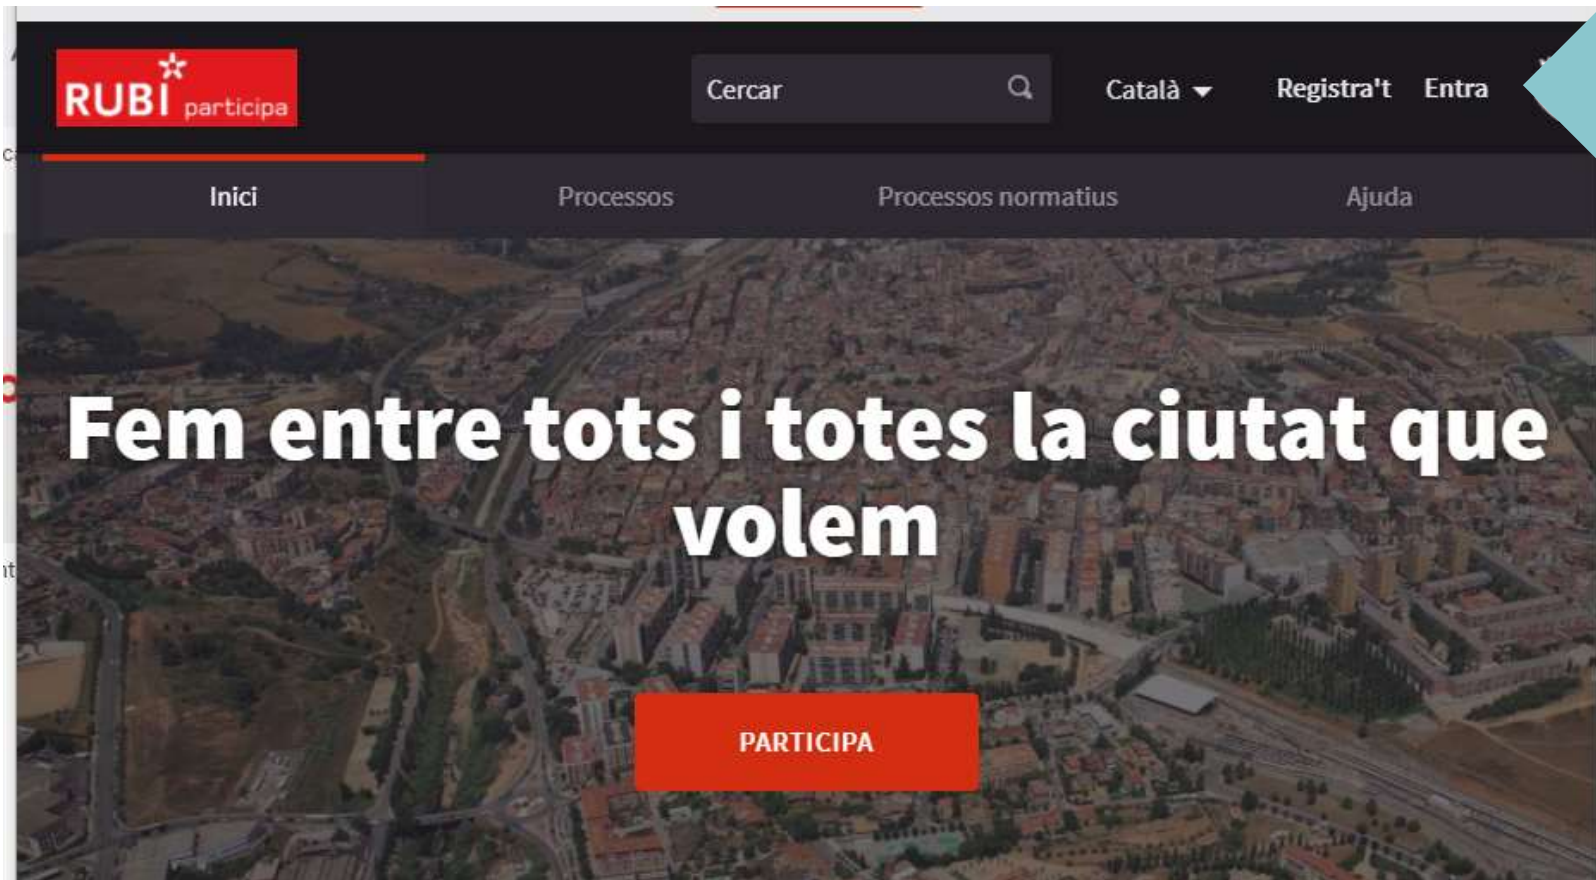 RUBÍ participa
Cercar
Català
Registra't
Entra
Inici
Processos
Processos normatius
Ajuda
Fem entre tots i totes la ciutat que
volem
PARTICIPA